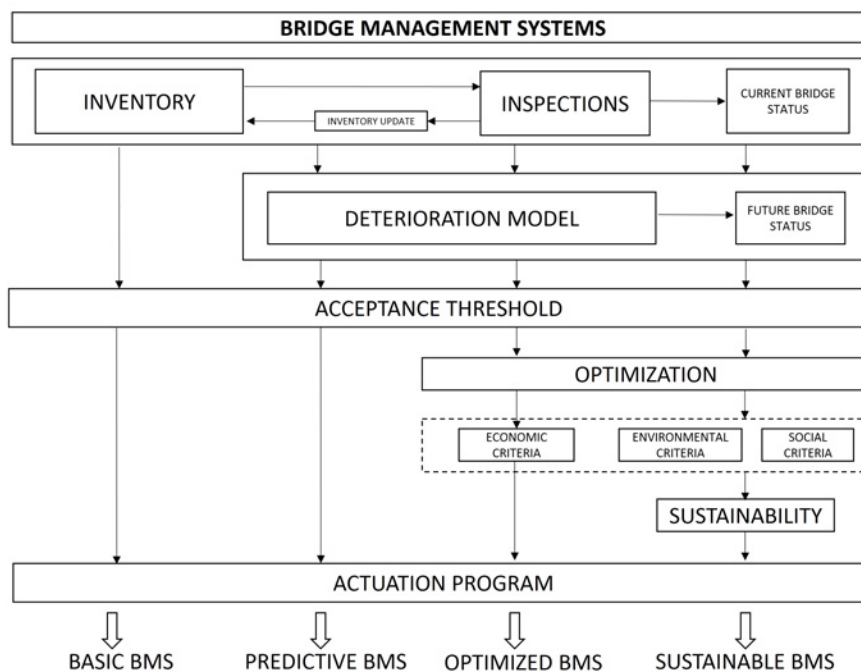 BRIDGE MANAGEMENT SYSTEMS
INVENTORY
INVENTORY UPDATE
INSPECTIONS
CURRENT BRIDGE
STATUS
DETERIORATION MODEL
FUTURE BRIDGE
STATUS
ACCEPTANCE THRESHOLD
OPTIMIZATION
ECONOMIC
CRITERIA
ENVIRONMENTAL
CRITERIA
SOCIAL
CRITERIA
SUSTAINABILITY
ACTUATION PROGRAM
BASIC BMS
PREDICTIVE BMS
OPTIMIZED BMS
SUSTAINABLE BMS